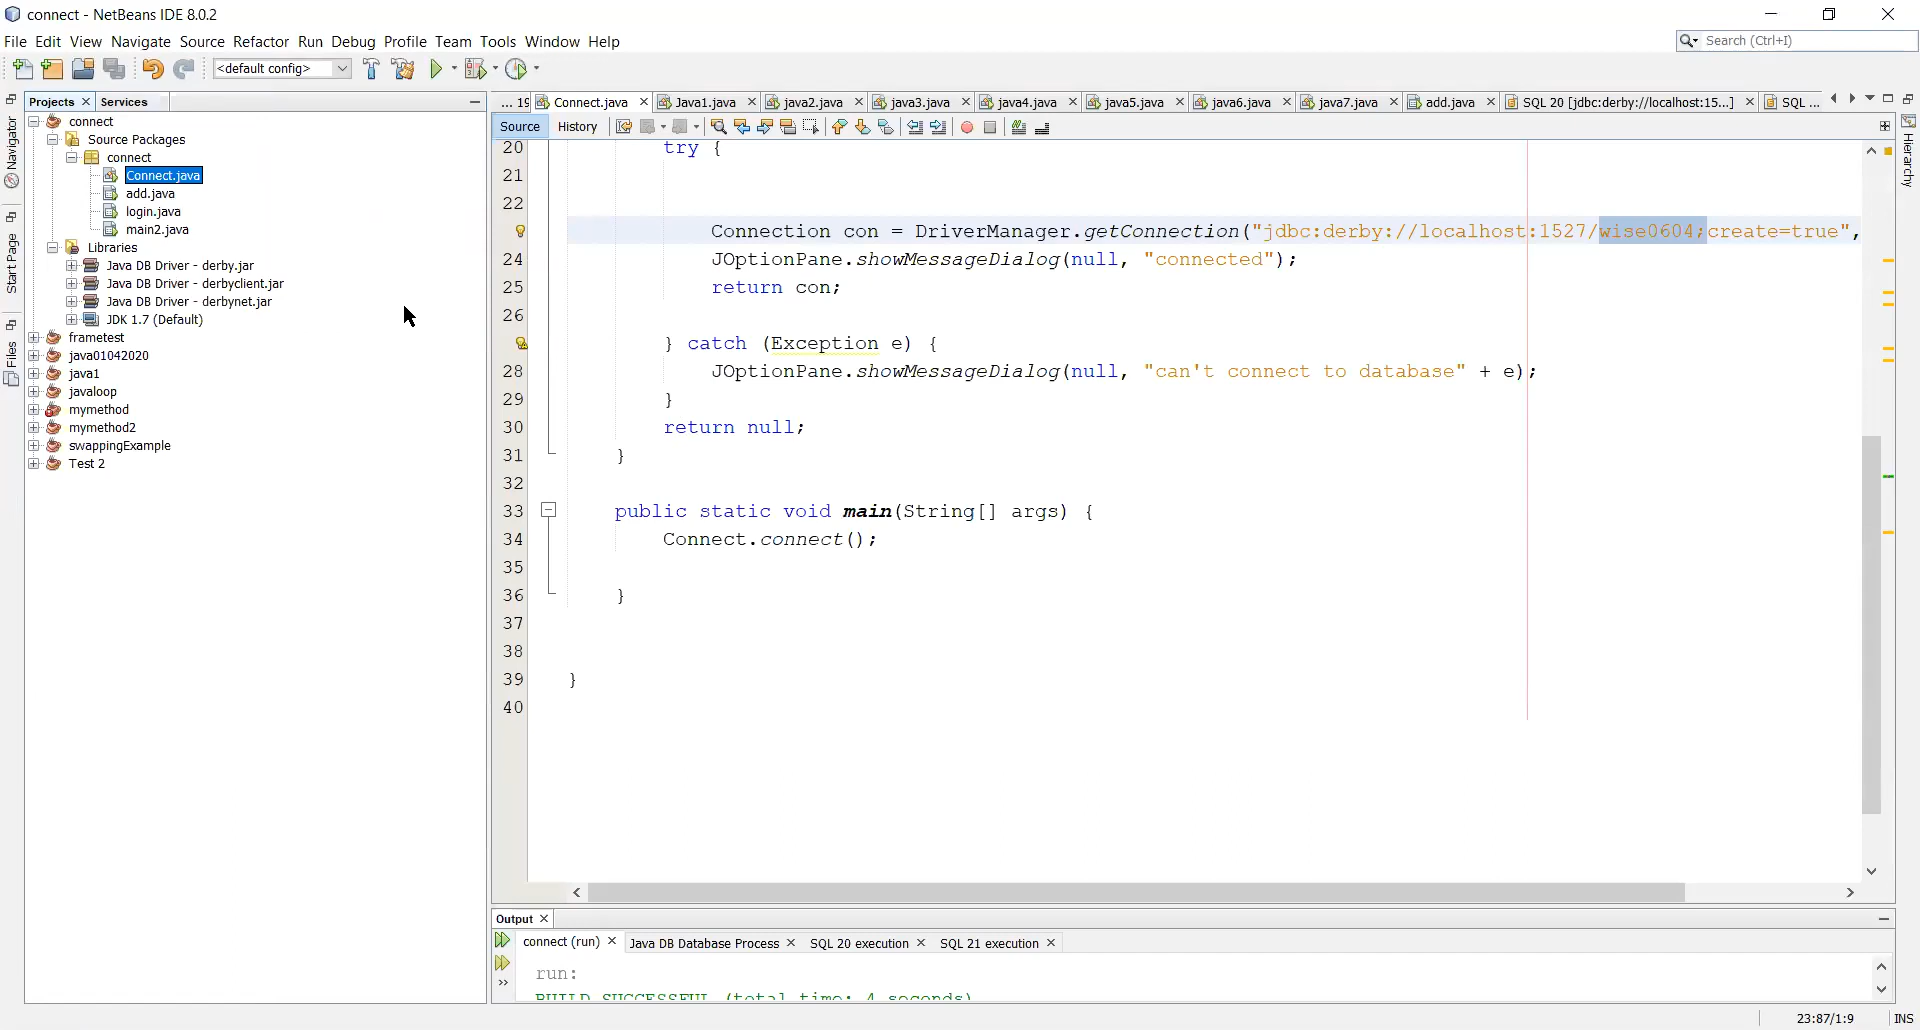 connect - NetBeans IDE 8.0.2
File Edit View Navigate Source Refactor Run Debug Profile Team Tools Window Help
Search (Ctrl+I)
<default config>
Projects
Services
Navigator
Start Page
Files
connect
Source Packages
connect
Connect.java
add.java
login.java
main2.java
Libraries
Java DB Driver - derby.jar
Java DB Driver - derbyclient.jar
Java DB Driver - derbynet.jar
JDK 1.7 (Default)
frametest
java01042020
java1
javaloop
mymethod
mymethod2
swappingExample
Test 2
... 19 Connect.java Java1.java java2.java java3.java java4.java java5.java java6.java java7.java add.java SQL 20 [jdbc:derby://localhost:15...] SQL ...
Source History
Hierarchy
20 try {
21
22
Connection con = DriverManager.getConnection("jdbc:derby://localhost:1527/wise0604;create=true",
24 JOptionPane.showMessageDialog(null, "connected");
25 return con;
26
} catch (Exception e) {
28 JOptionPane.showMessageDialog(null, "can't connect to database" + e);
29 }
30 return null;
31 }
32
33 public static void main(String[] args) {
34 Connect.connect();
35
36 }
37
38
39 }
40
Output
connect (run) Java DB Database Process SQL 20 execution SQL 21 execution
run:
BUILD SUCCESSFUL (total time: 4 seconds)
23:87/1:9 INS